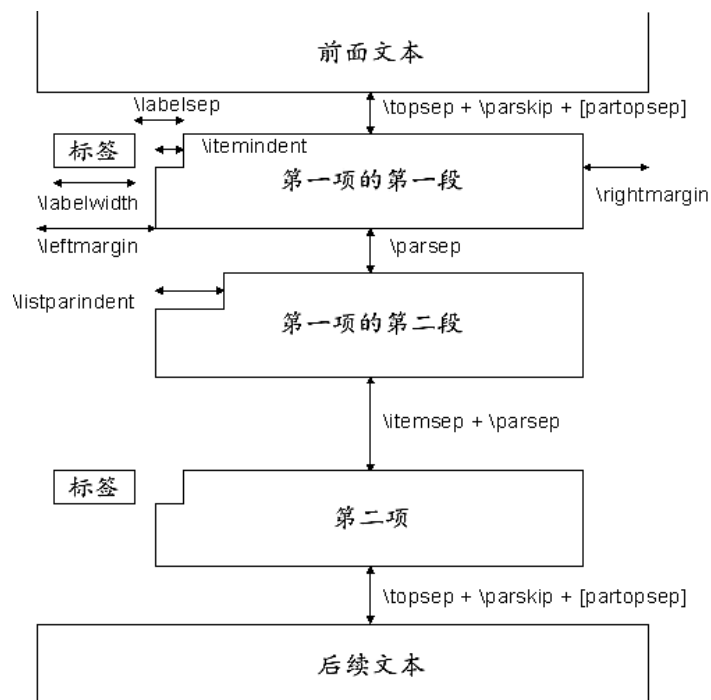 前面文本
\labelsep
\topsep + \parskip + [partopsep]
标签
\itemindent
第一项的第一段
\rightmargin
\labelwidth
\leftmargin
\parsep
\listparindent
第一项的第二段
\itemsep + \parsep
标签
第二项
\topsep + \parskip + [partopsep]
后续文本